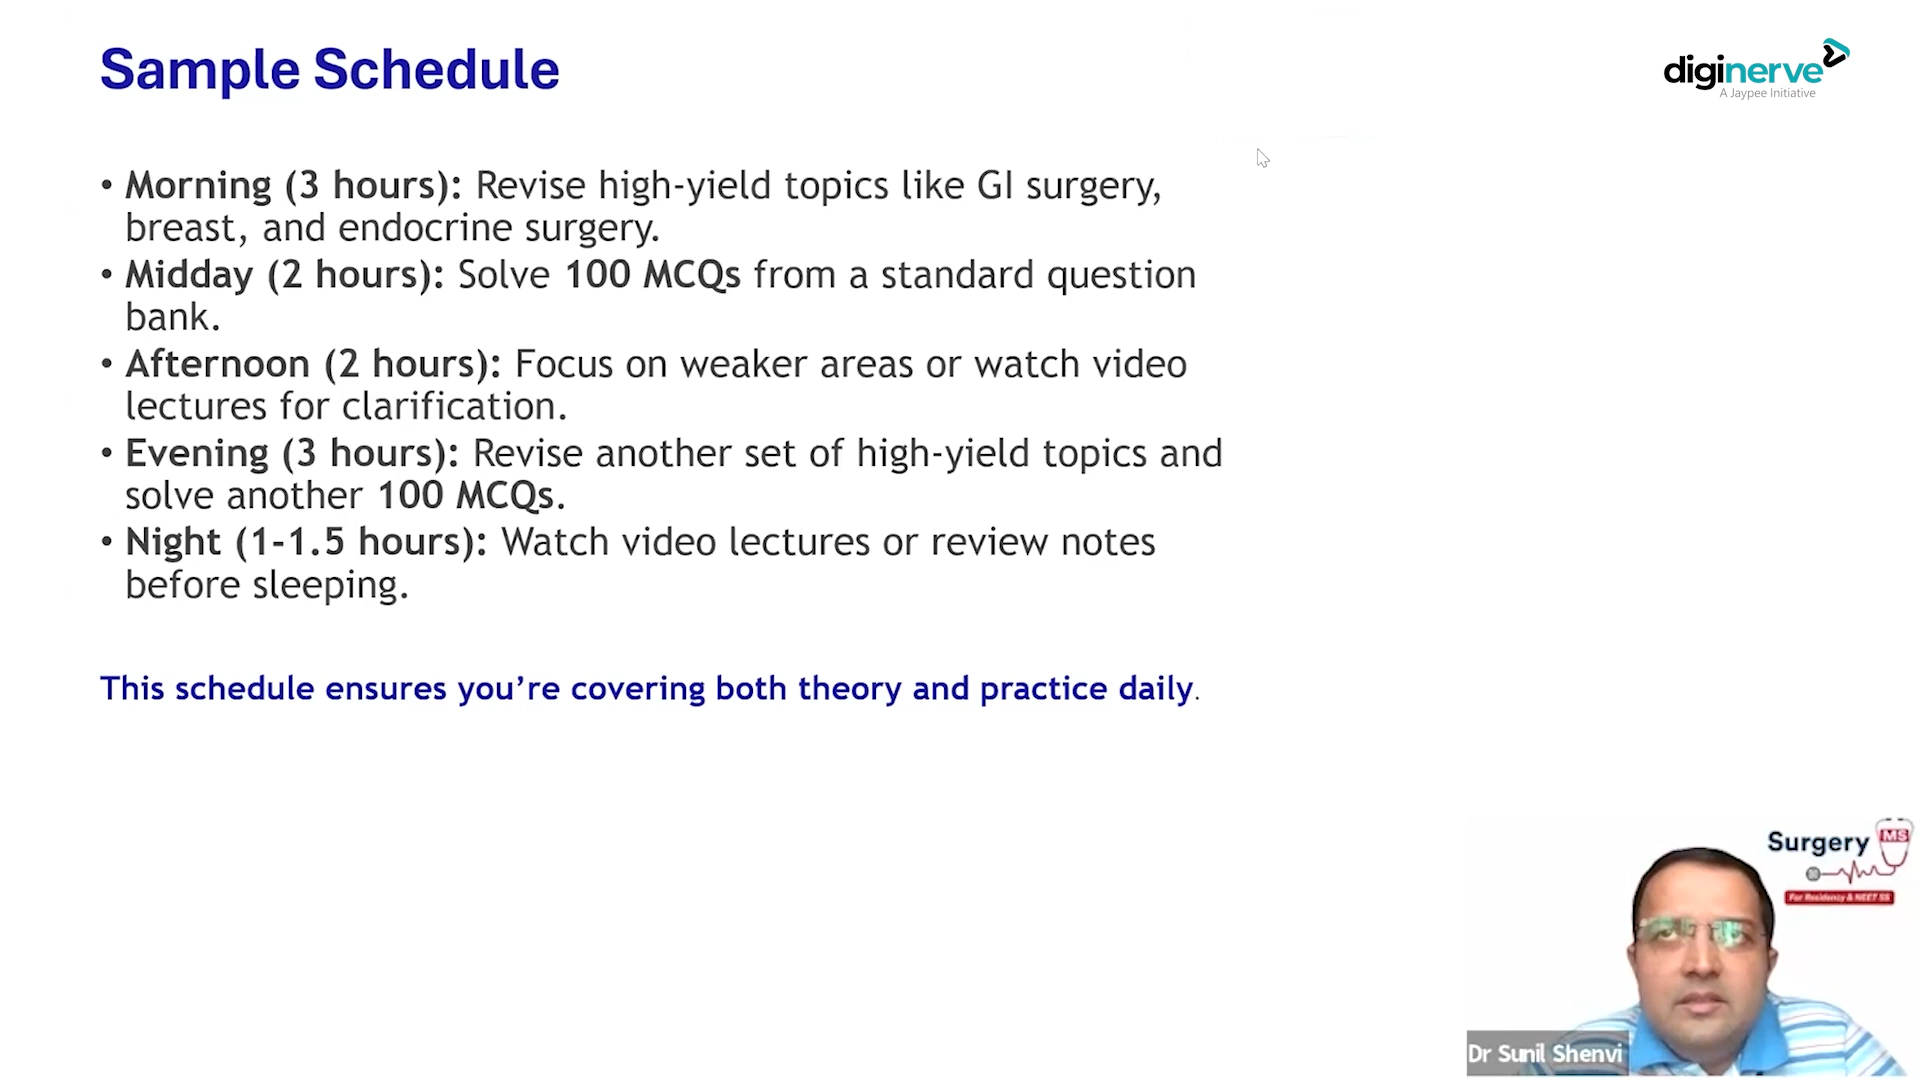 Sample Schedule
diginerve
A Jaypee Initiative
• Morning (3 hours): Revise high-yield topics like GI surgery,
breast, and endocrine surgery.
• Midday (2 hours): Solve 100 MCQs from a standard question
bank.
• Afternoon (2 hours): Focus on weaker areas or watch video
lectures for clarification.
• Evening (3 hours): Revise another set of high-yield topics and
solve another 100 MCQs.
• Night (1-1.5 hours): Watch video lectures or review notes
before sleeping.
This schedule ensures you’re covering both theory and practice daily.
Surgery
MS
For Residency & NEET SS
Dr Sunil Shenvi